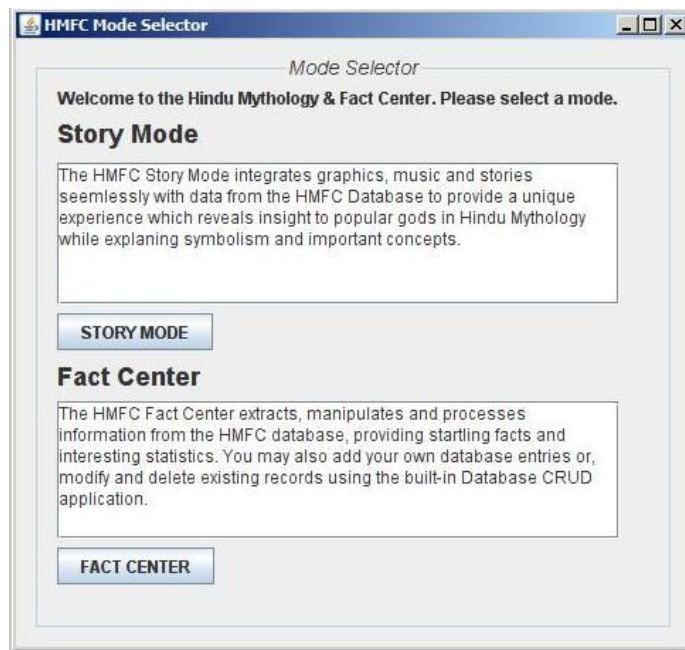 HMFC Mode Selector
Mode Selector
Welcome to the Hindu Mythology & Fact Center. Please select a mode.
Story Mode
The HMFC Story Mode integrates graphics, music and stories
seemlessly with data from the HMFC Database to provide a unique
experience which reveals insight to popular gods in Hindu Mythology
while explaning symbolism and important concepts.
STORY MODE
Fact Center
The HMFC Fact Center extracts, manipulates and processes
information from the HMFC database, providing startling facts and
interesting statistics. You may also add your own database entries or,
modify and delete existing records using the built-in Database CRUD
application.
FACT CENTER